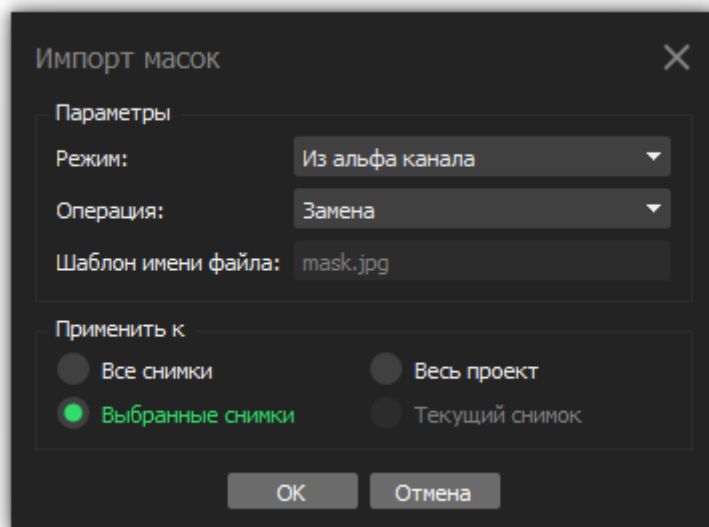 Импорт масок
Параметры
Режим: Из альфа канала
Операция: Замена
Шаблон имени файла: mask.jpg
Применить к
Все снимки Весь проект
Выбранные снимки Текущий снимок
OK Отмена